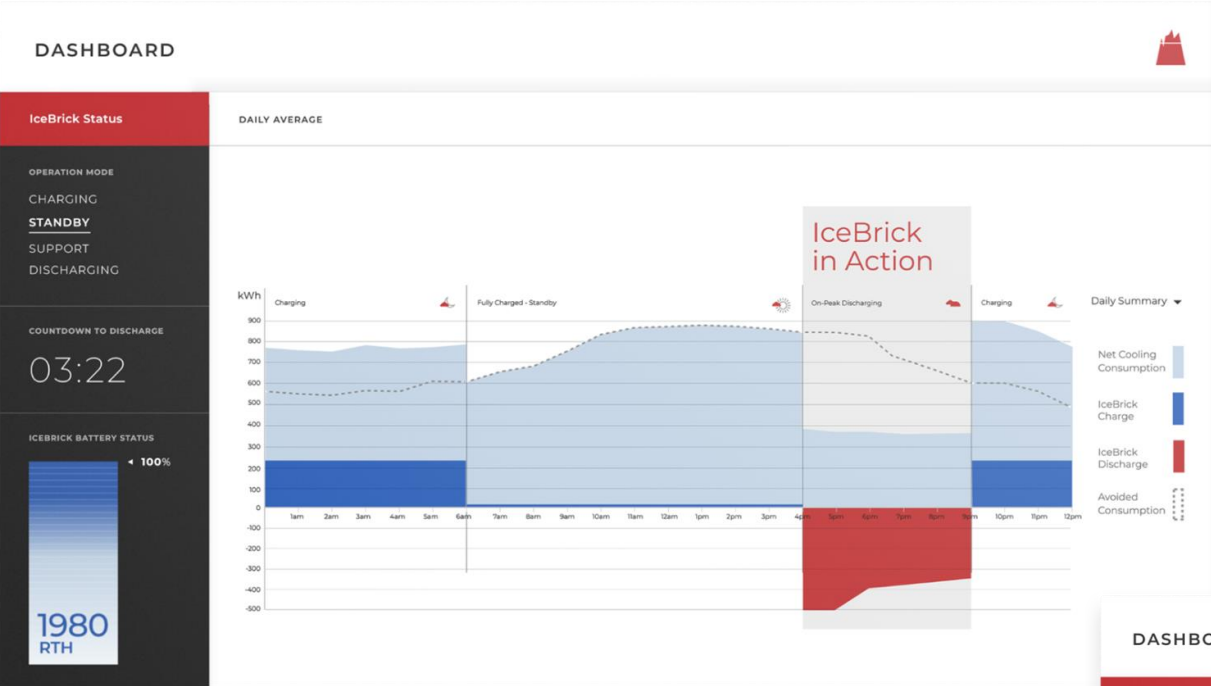 DASHBOARD
IceBrick Status
DAILY AVERAGE
OPERATION MODE
CHARGING
STANDBY
SUPPORT
DISCHARGING
COUNTDOWN TO DISCHARGE
03:22
ICEBRICK BATTERY STATUS
100%
1980
RTH
IceBrick
in Action
kWh
Charging
Fully Charged - Standby
On-Peak Discharging
Charging
900
800
700
600
500
400
300
200
100
0
-100
-200
-300
-400
-500
1am 2am 3am 4am 5am 6am 7am 8am 9am 10am 11am 12am 1pm 2pm 3pm 4pm 5pm 6pm 7pm 8pm 9pm 10pm 11pm 12pm
Daily Summary
Net Cooling
Consumption
IceBrick
Charge
IceBrick
Discharge
Avoided
Consumption
DASHBO